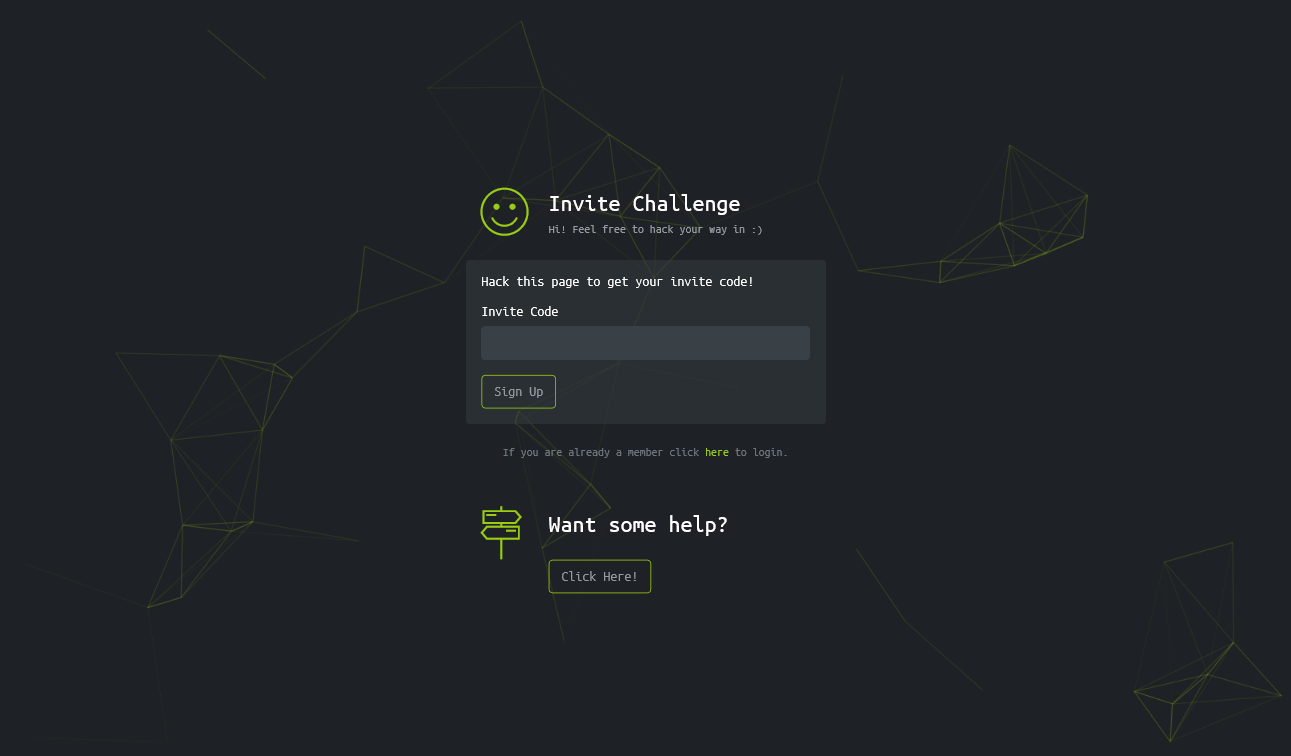 Invite Challenge
Hi! Feel free to hack your way in :)
Hack this page to get your invite code!
Invite Code
Sign Up
If you are already a member click here to login.
Want some help?
Click Here!